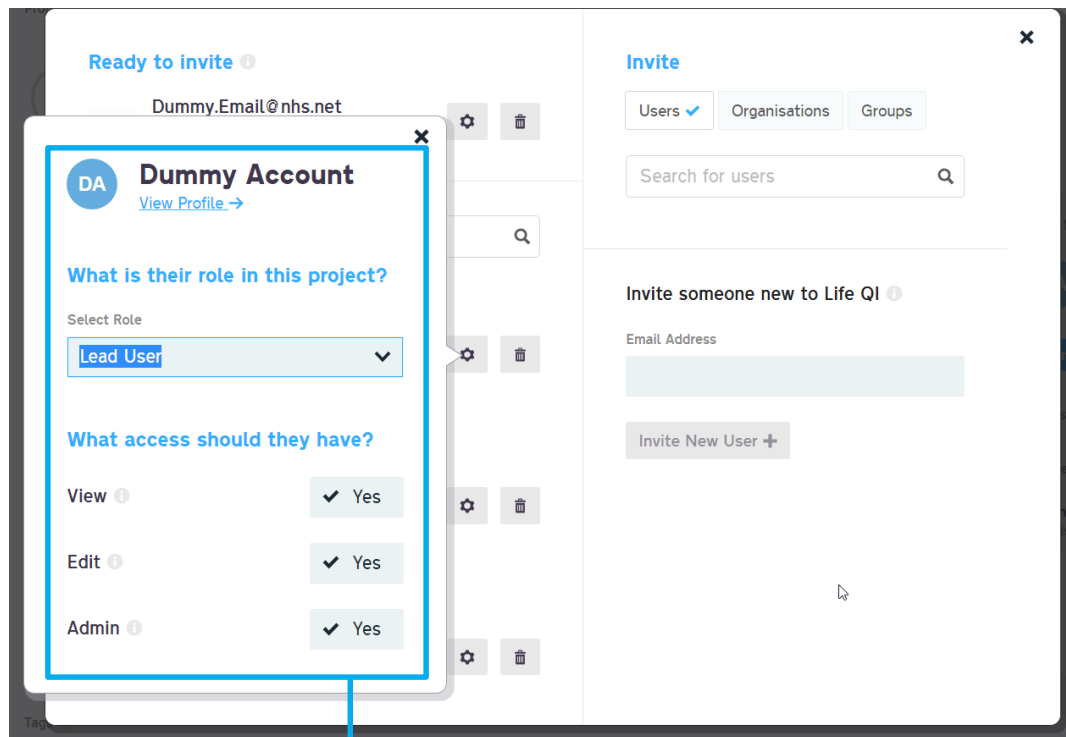 Ready to invite
Dummy.Email@nhs.net
DA
Dummy Account
View Profile →
What is their role in this project?
Select Role
Lead User
What access should they have?
View
✔ Yes
Edit
✔ Yes
Admin
✔ Yes
Invite
Users ✔
Organisations
Groups
Search for users
Invite someone new to Life QI
Email Address
Invite New User +